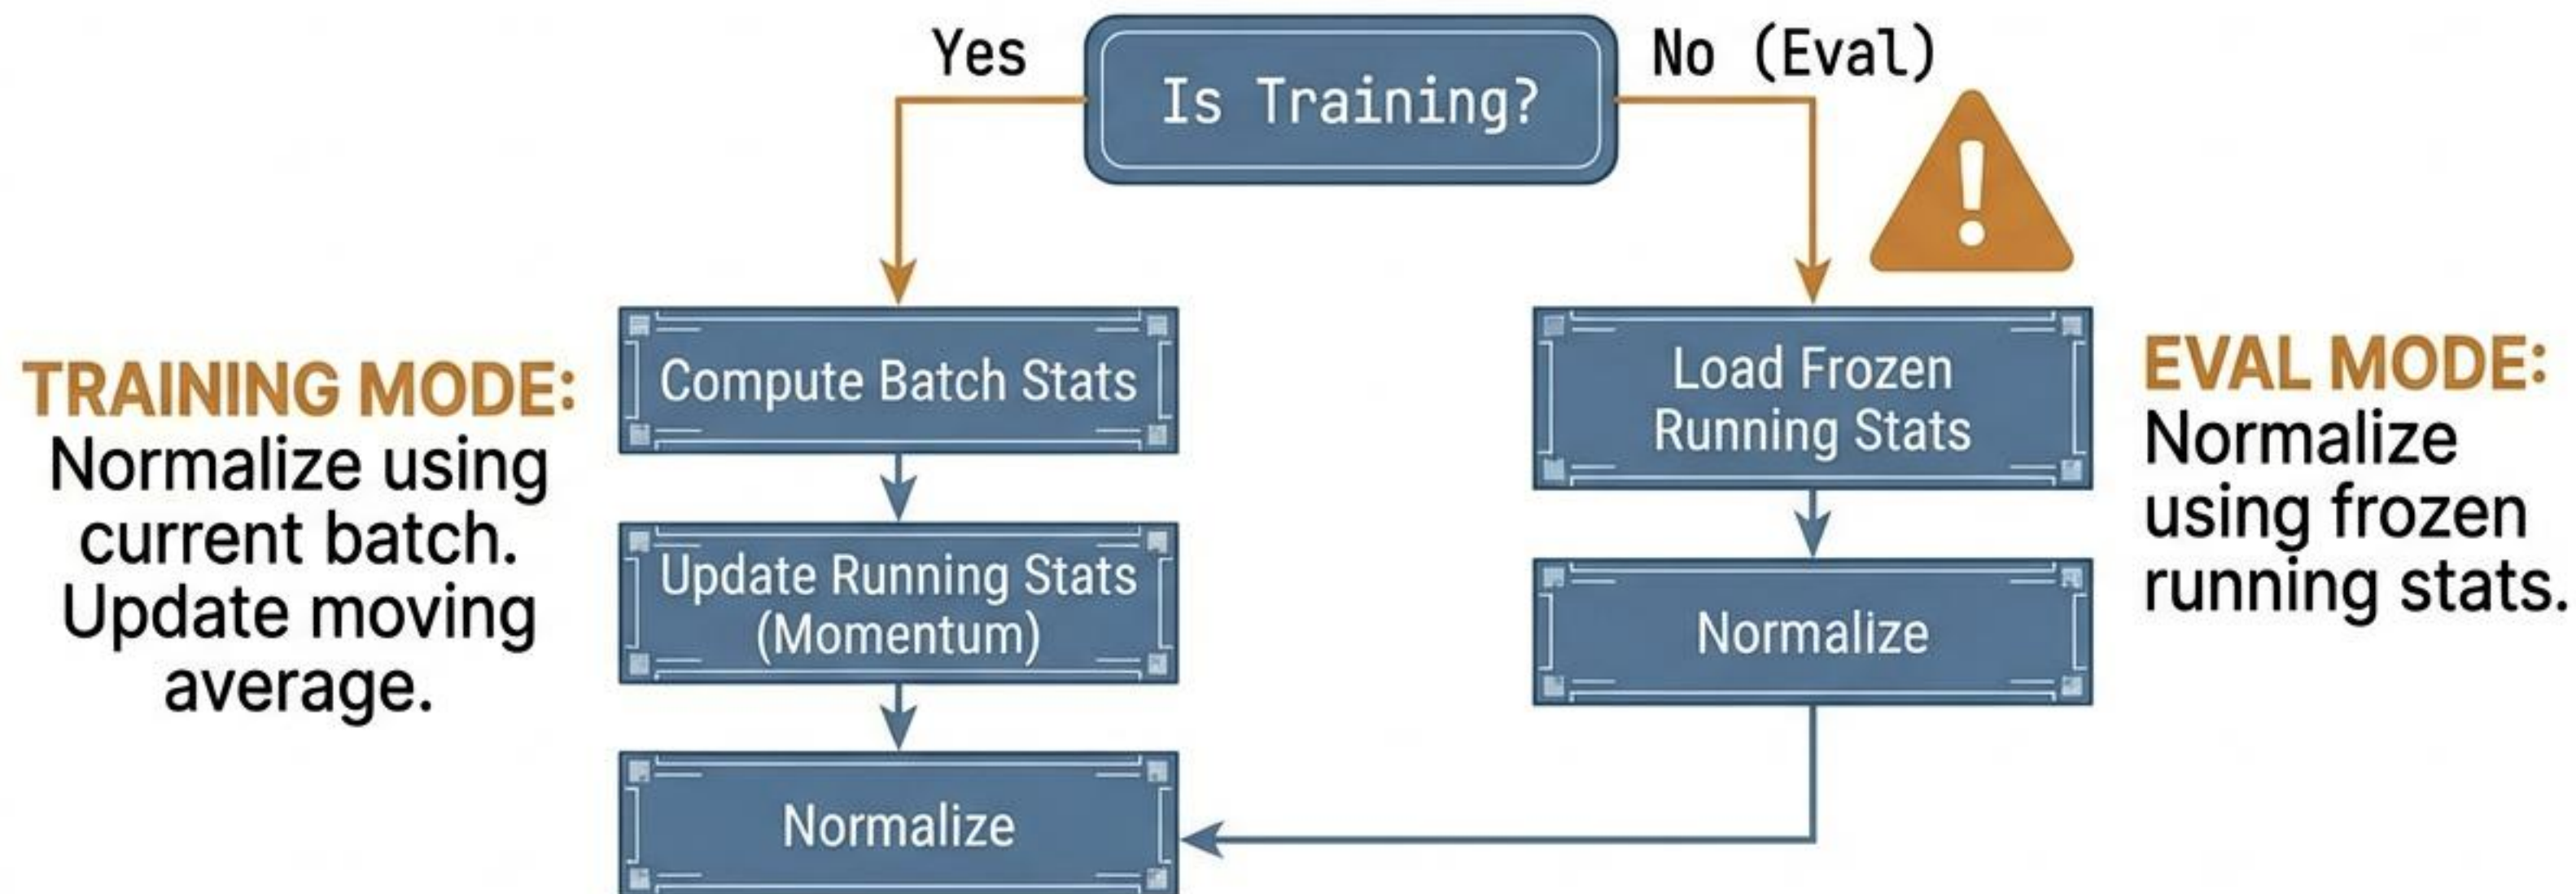 Yes
Is Training?
No (Eval)
TRAINING MODE:
Normalize using
current batch.
Update moving
average.
Compute Batch Stats
Update Running Stats
(Momentum)
Normalize
Load Frozen
Running Stats
Normalize
EVAL MODE:
Normalize
using frozen
running stats.